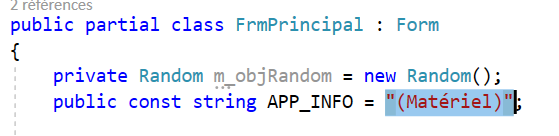 2 références
public partial class FrmPrincipal : Form
{
private Random m_objRandom = new Random();
public const string APP_INFO = "(Matériel)";